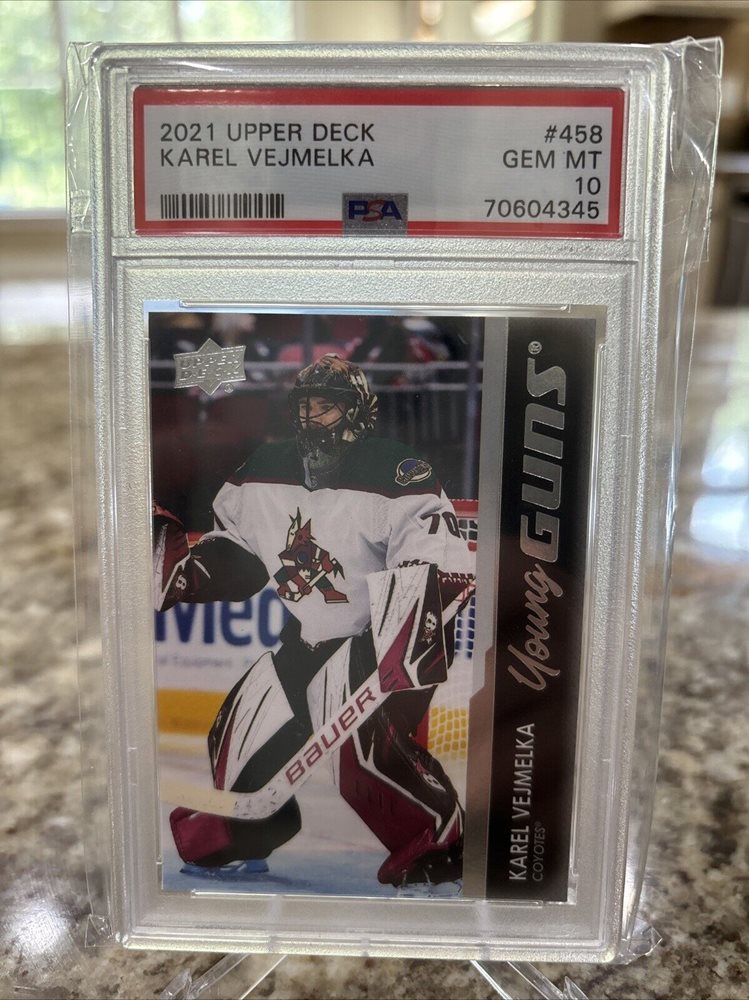 2021 UPPER DECK #458
KAREL VEJMELKA GEM MT
10
PSA 70604345
UPPER DECK
70
Med
BAUER
Young GUNS®
KAREL VEJMELKA
COYOTES®